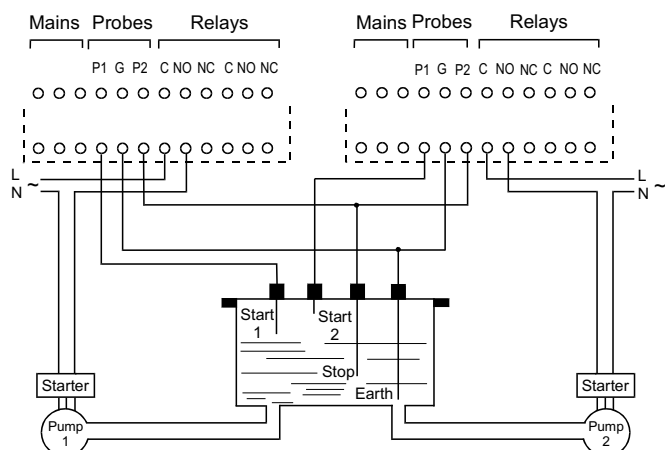 Mains Probes Relays
P1 G P2 C NO NC C NO NC
Mains Probes Relays
P1 G P2 C NO NC C NO NC
L
N ~
L
N ~
Start
1
Start
2
Stop
Earth
Starter
Pump
1
Starter
Pump
2